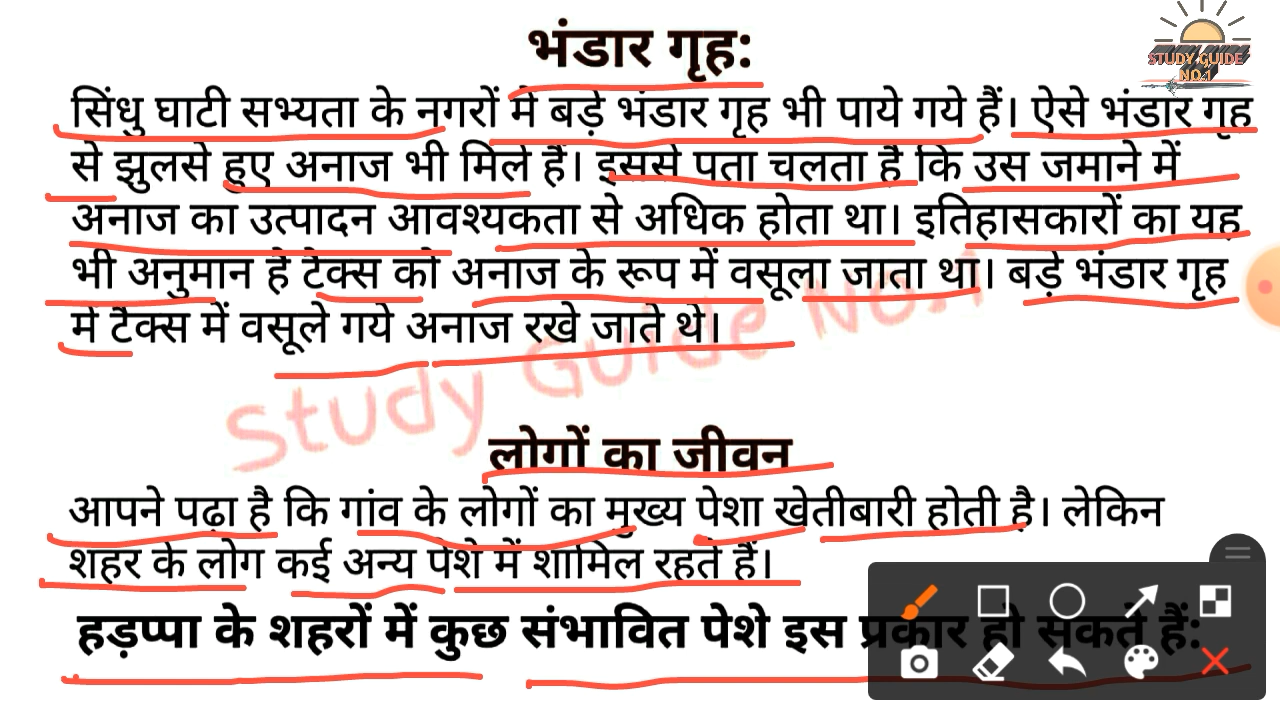 STUDY GUIDE
NO.1
भंडार गृह:
सिंधु घाटी सभ्यता के नगरों में बड़े भंडार गृह भी पाये गये हैं। ऐसे भंडार गृह
से झुलसे हुए अनाज भी मिले हैं। इससे पता चलता है कि उस जमाने में
अनाज का उत्पादन आवश्यकता से अधिक होता था। इतिहासकारों का यह
भी अनुमान है टैक्स को अनाज के रूप में वसूला जाता था। बड़े भंडार गृह
में टैक्स में वसूले गये अनाज रखे जाते थे।
Study Guide No.1
लोगों का जीवन
आपने पढ़ा है कि गांव के लोगों का मुख्य पेशा खेतीबारी होती है। लेकिन
शहर के लोग कई अन्य पेशे में शामिल रहते हैं।
हड़प्पा के शहरों में कुछ संभावित पेशे इस प्रकार हो सकते हैं: